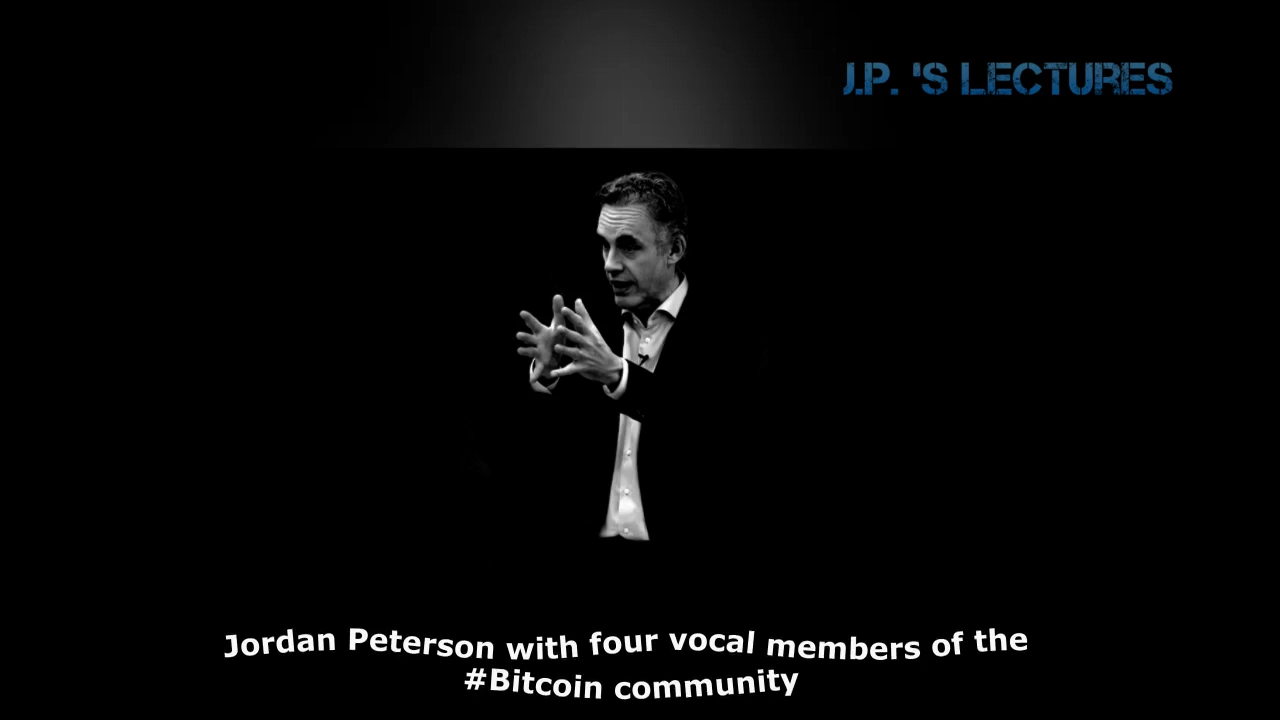 J.P. 'S LECTURES
Jordan Peterson with four vocal members of the
#Bitcoin community